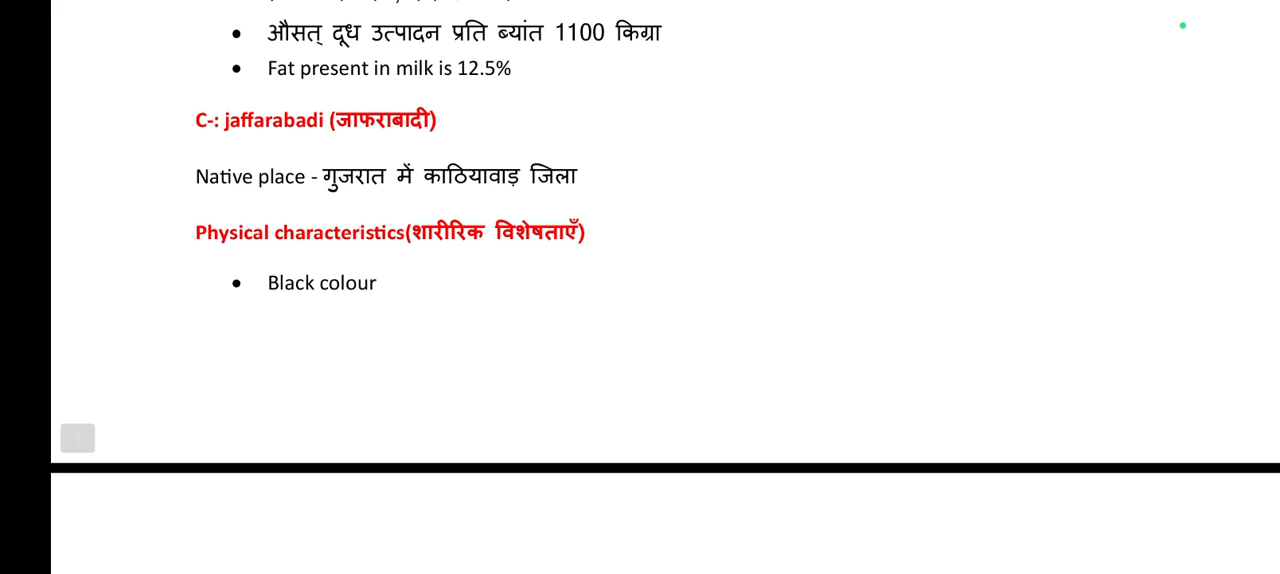 • औसत् दूध उत्पादन प्रति ब्यांत 1100 किग्रा
• Fat present in milk is 12.5%
C-: jaffarabadi (जाफराबादी)
Native place - गुजरात में काठियावाड़ जिला
Physical characteristics(शारीरिक विशेषताएँ)
• Black colour
1